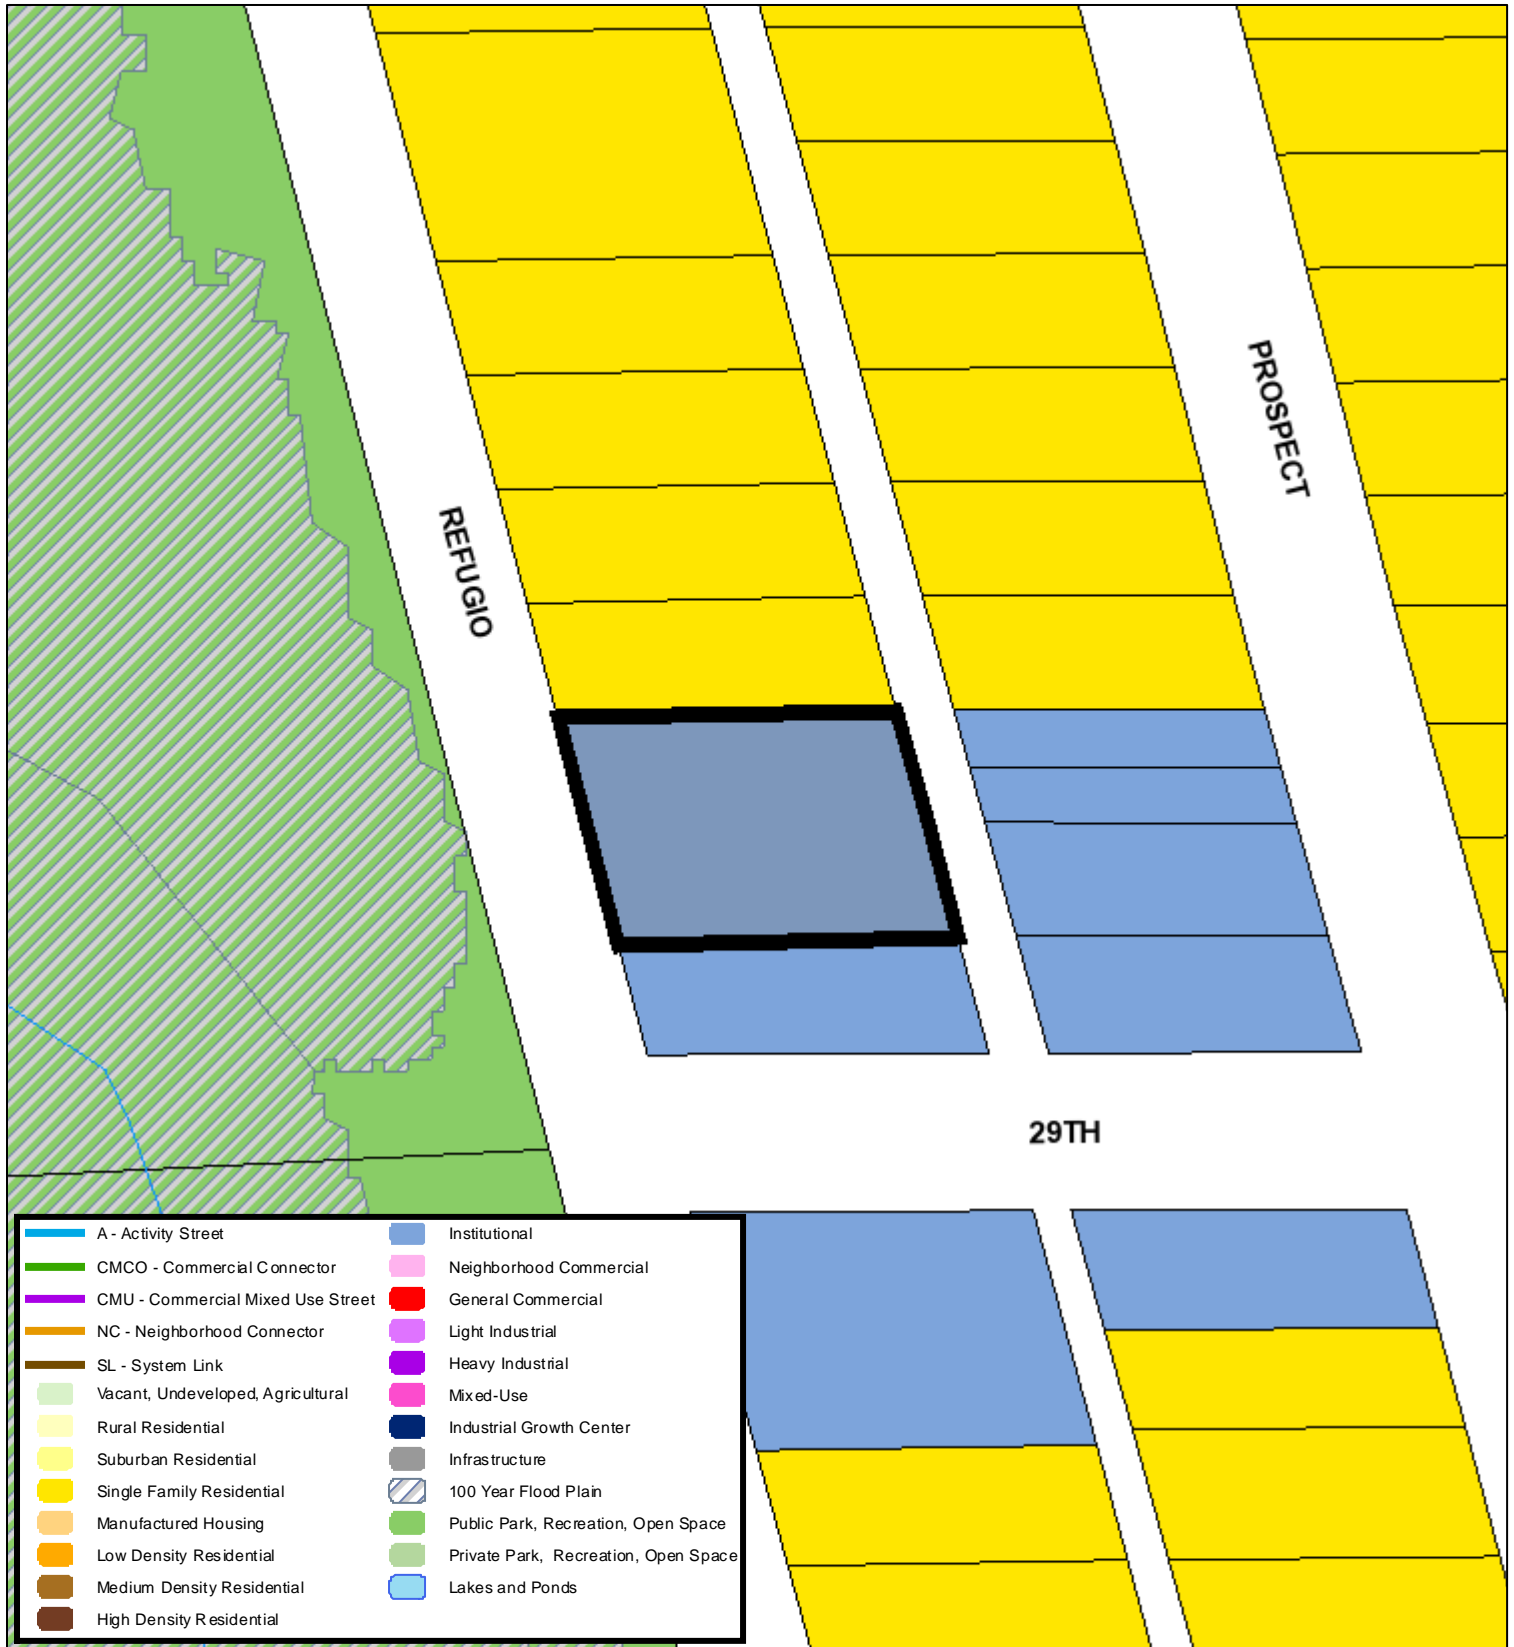 PROSPECT
REFUGIO
29TH
A - Activity Street
CMCO - Commercial Connector
CMU - Commercial Mixed Use Street
NC - Neighborhood Connector
SL - System Link
Vacant, Undeveloped, Agricultural
Rural Residential
Suburban Residential
Single Family Residential
Manufactured Housing
Low Density Residential
Medium Density Residential
High Density Residential
Institutional
Neighborhood Commercial
General Commercial
Light Industrial
Heavy Industrial
Mixed-Use
Industrial Growth Center
Infrastructure
100 Year Flood Plain
Public Park, Recreation, Open Space
Private Park, Recreation, Open Space
Lakes and Ponds